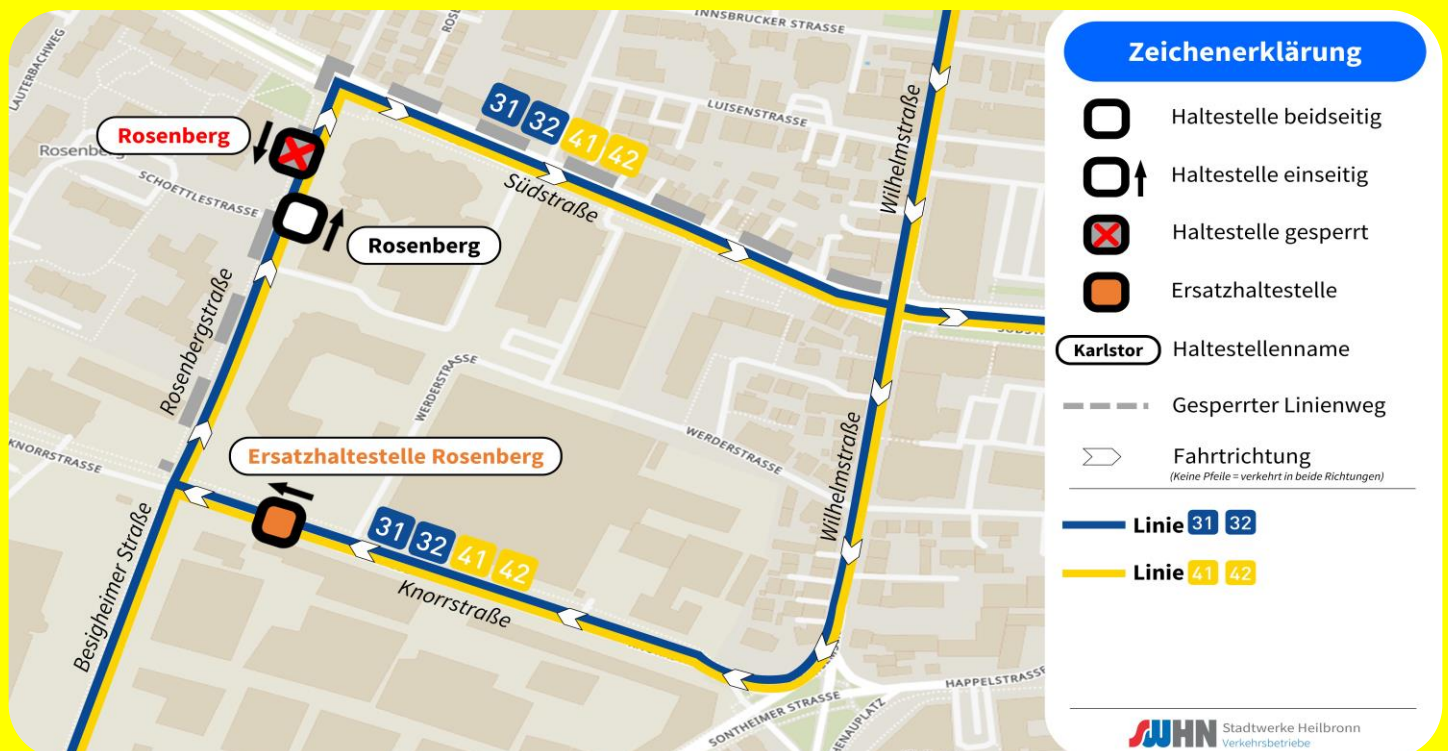 INNSBRUCKER STRASSE
LAUTERBACHWEG
Rosenberg
Rosenberg
SCHOETTLESTRASSE
Rosenberg
31 32 41 42
Südstraße
LUISENSTRASSE
Wilhelmstraße
Rosenbergstraße
WERDERSTRASSE
WERDERSTRASSE
KNORRSTRASSE
Ersatzhaltestelle Rosenberg
31 32 41 42
Knorrstraße
Besigheimer Straße
Wilhelmstraße
SONTHEIMER STRASSE
HAPPELSTRASSE
Zeichenerklärung
Haltestelle beidseitig
Haltestelle einseitig
Haltestelle gesperrt
Ersatzhaltestelle
Karlstor Haltestellenname
Gesperrter Linienweg
Fahrtrichtung
(Keine Pfeile = verkehrt in beide Richtungen)
Linie 31 32
Linie 41 42
SWHN Stadtwerke Heilbronn
Verkehrsbetriebe